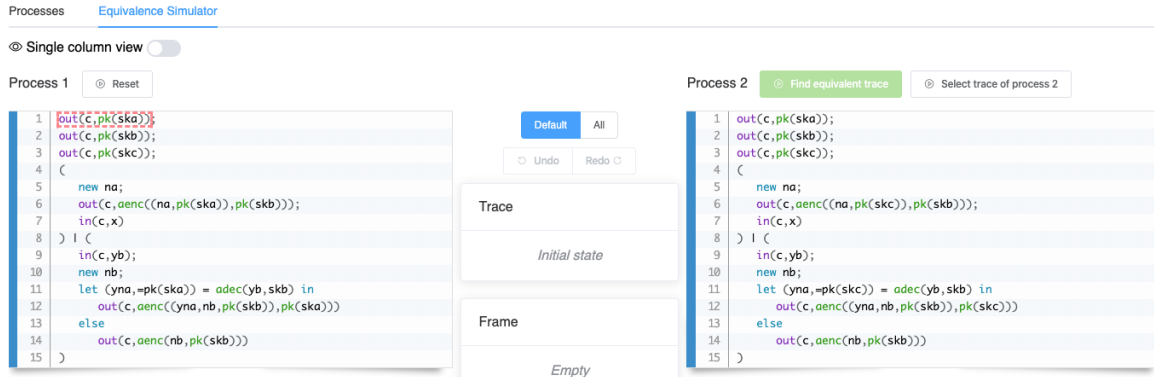 Processes Equivalence Simulator
Single column view
Process 1 Reset Process 2 Find equivalent trace Select trace of process 2
1 out(c,pk(ska));
2 out(c,pk(skb));
3 out(c,pk(skc));
4 (
5 new na;
6 out(c,aenc((na,pk(ska)),pk(skb)));
7 in(c,x)
8 ) | (
9 in(c,yb);
10 new nb;
11 let (yna,=pk(ska)) = adec(yb,skb) in
12 out(c,aenc((yna,nb,pk(skb)),pk(ska)))
13 else
14 out(c,aenc(nb,pk(skb)))
15 )
Default All
Undo Redo
Trace
Initial state
Frame
Empty
1 out(c,pk(ska));
2 out(c,pk(skb));
3 out(c,pk(skc));
4 (
5 new na;
6 out(c,aenc((na,pk(skc)),pk(skb)));
7 in(c,x)
8 ) | (
9 in(c,yb);
10 new nb;
11 let (yna,=pk(skc)) = adec(yb,skb) in
12 out(c,aenc((yna,nb,pk(skb)),pk(skc)))
13 else
14 out(c,aenc(nb,pk(skb)))
15 )